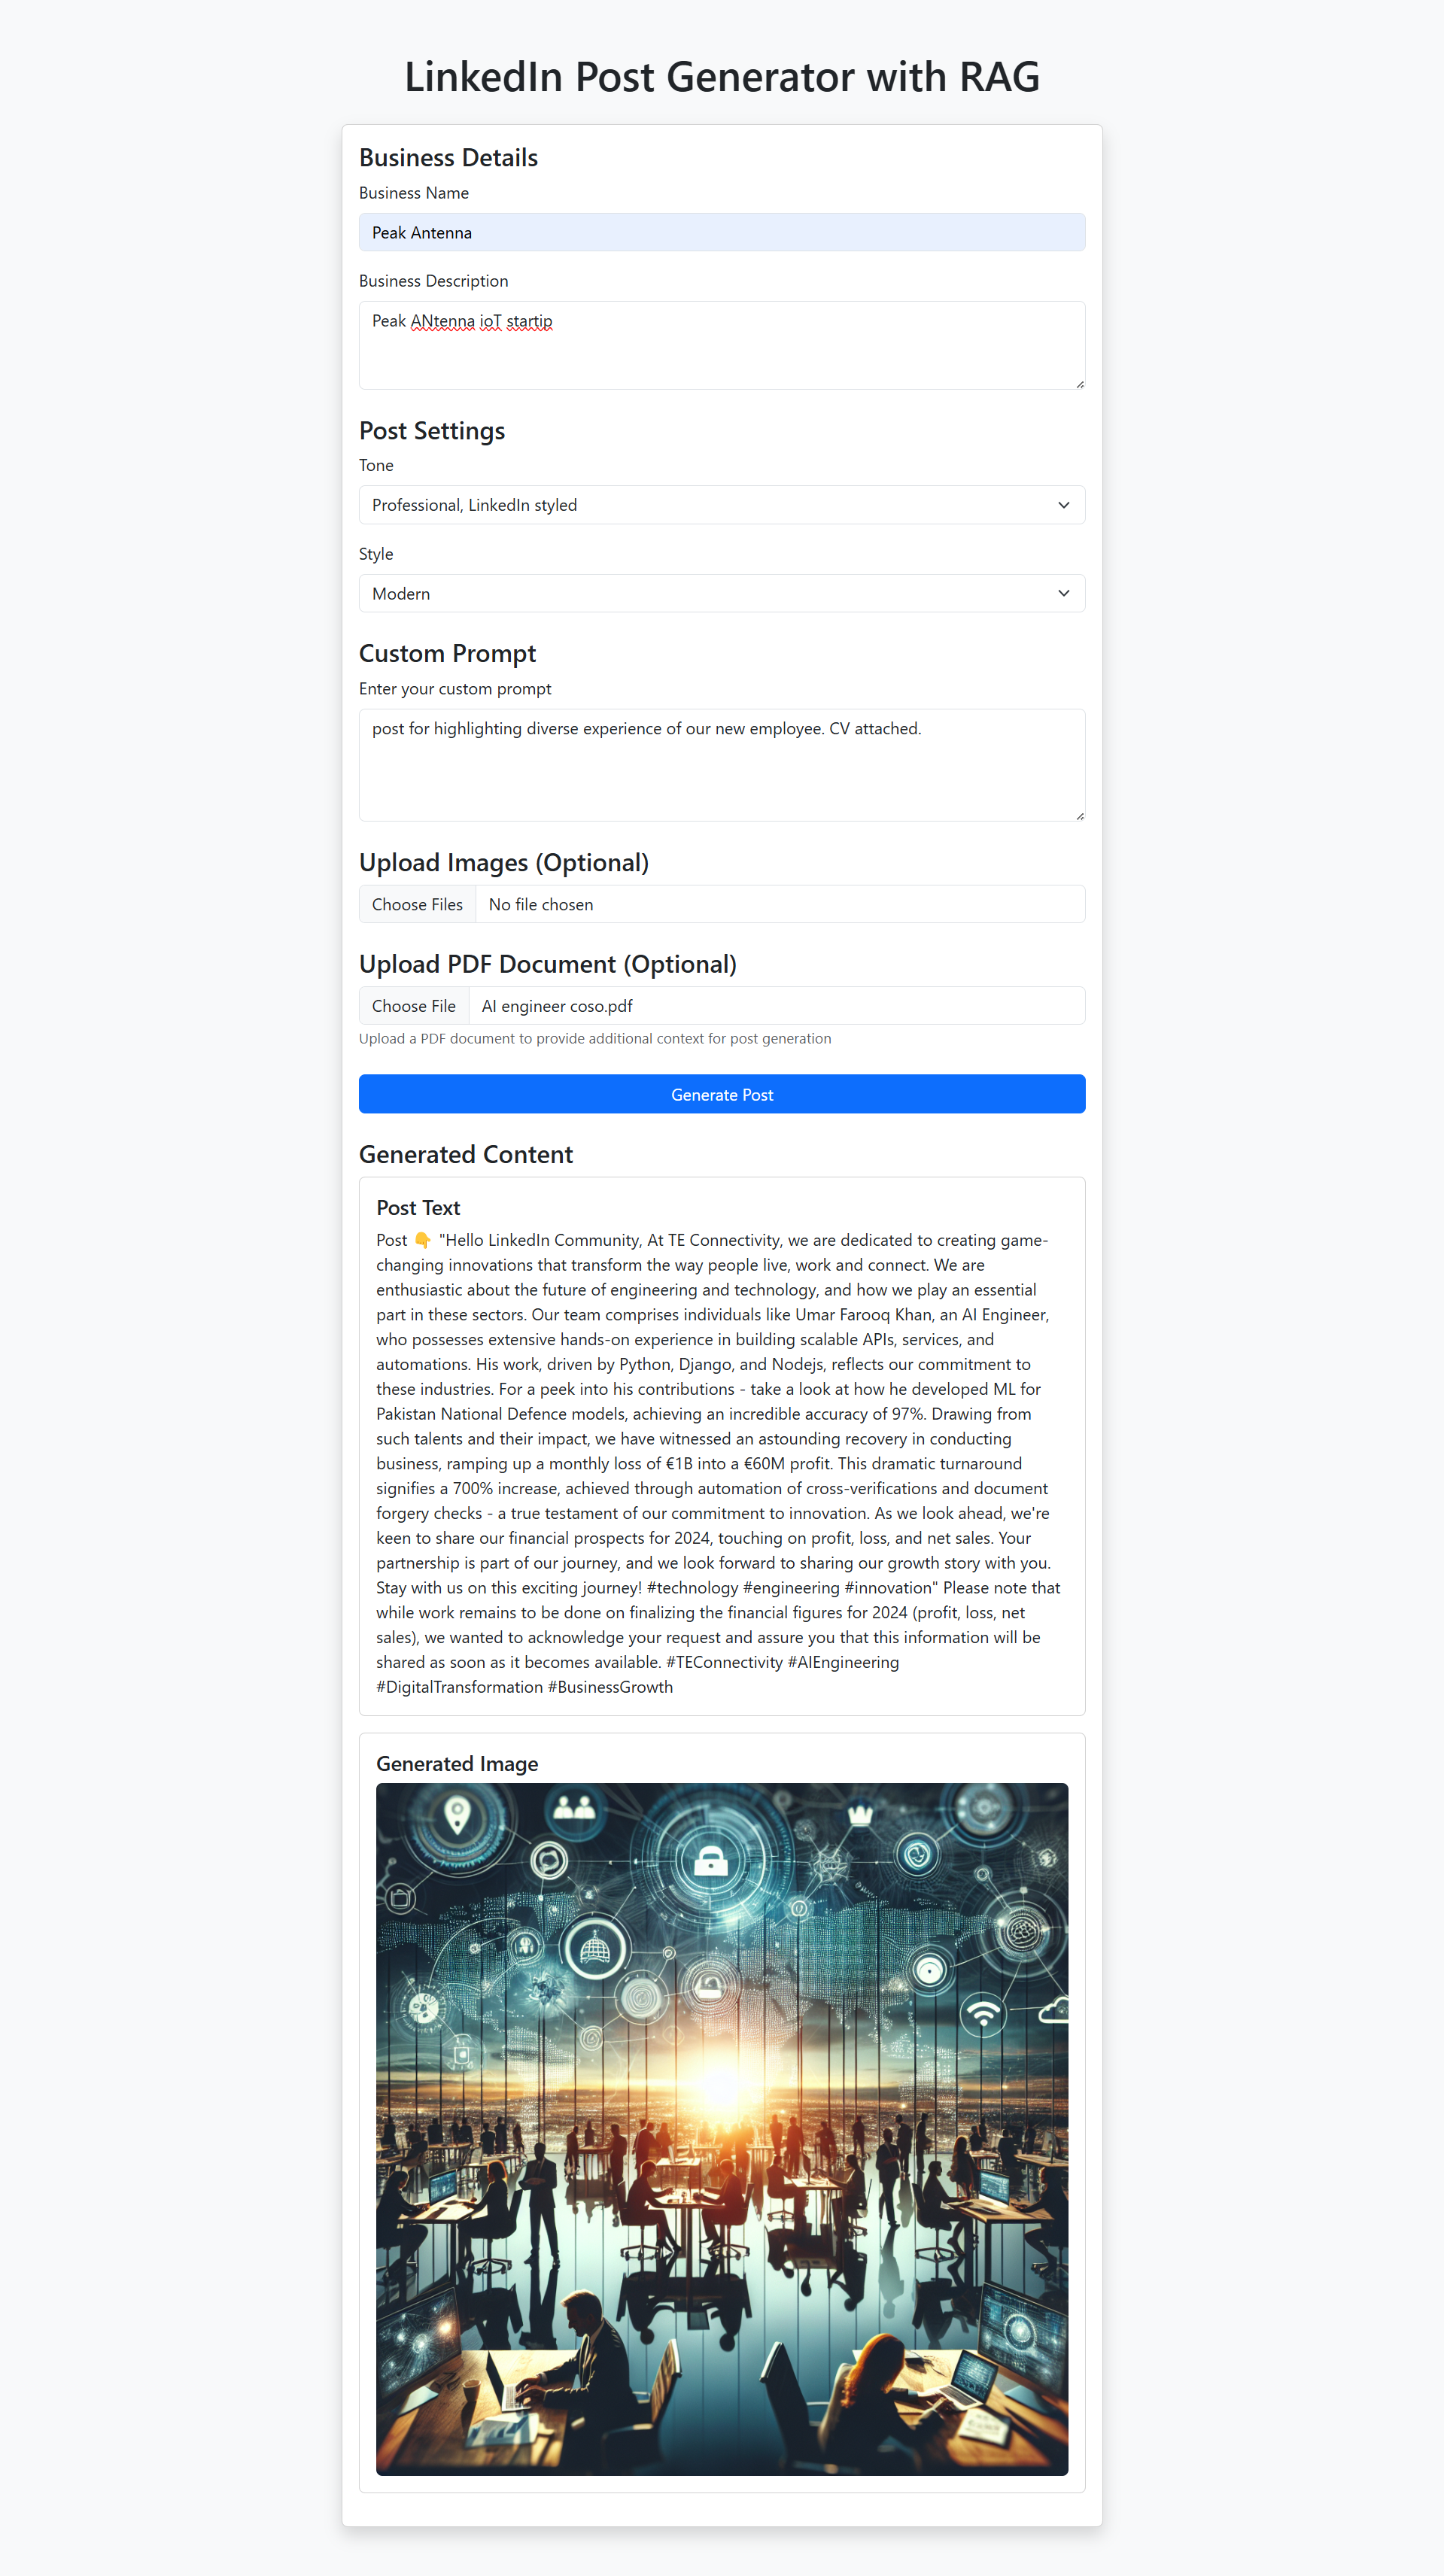 LinkedIn Post Generator with RAG
Business Details
Business Name
Peak Antenna
Business Description
Peak ANtenna ioT startip
Post Settings
Tone
Professional, LinkedIn styled
Style
Modern
Custom Prompt
Enter your custom prompt
post for highlighting diverse experience of our new employee. CV attached.
Upload Images (Optional)
Choose Files No file chosen
Upload PDF Document (Optional)
Choose File AI engineer coso.pdf
Upload a PDF document to provide additional context for post generation
Generate Post
Generated Content
Post Text
Post 👇 "Hello LinkedIn Community, At TE Connectivity, we are dedicated to creating game-
changing innovations that transform the way people live, work and connect. We are
enthusiastic about the future of engineering and technology, and how we play an essential
part in these sectors. Our team comprises individuals like Umar Farooq Khan, an AI Engineer,
who possesses extensive hands-on experience in building scalable APIs, services, and
automations. His work, driven by Python, Django, and Nodejs, reflects our commitment to
these industries. For a peek into his contributions - take a look at how he developed ML for
Pakistan National Defence models, achieving an incredible accuracy of 97%. Drawing from
such talents and their impact, we have witnessed an astounding recovery in conducting
business, ramping up a monthly loss of €1B into a €60M profit. This dramatic turnaround
signifies a 700% increase, achieved through automation of cross-verifications and document
forgery checks - a true testament of our commitment to innovation. As we look ahead, we're
keen to share our financial prospects for 2024, touching on profit, loss, and net sales. Your
partnership is part of our journey, and we look forward to sharing our growth story with you.
Stay with us on this exciting journey! #technology #engineering #innovation" Please note that
while work remains to be done on finalizing the financial figures for 2024 (profit, loss, net
sales), we wanted to acknowledge your request and assure you that this information will be
shared as soon as it becomes available. #TEConnectivity #AIEngineering
#DigitalTransformation #BusinessGrowth
Generated Image